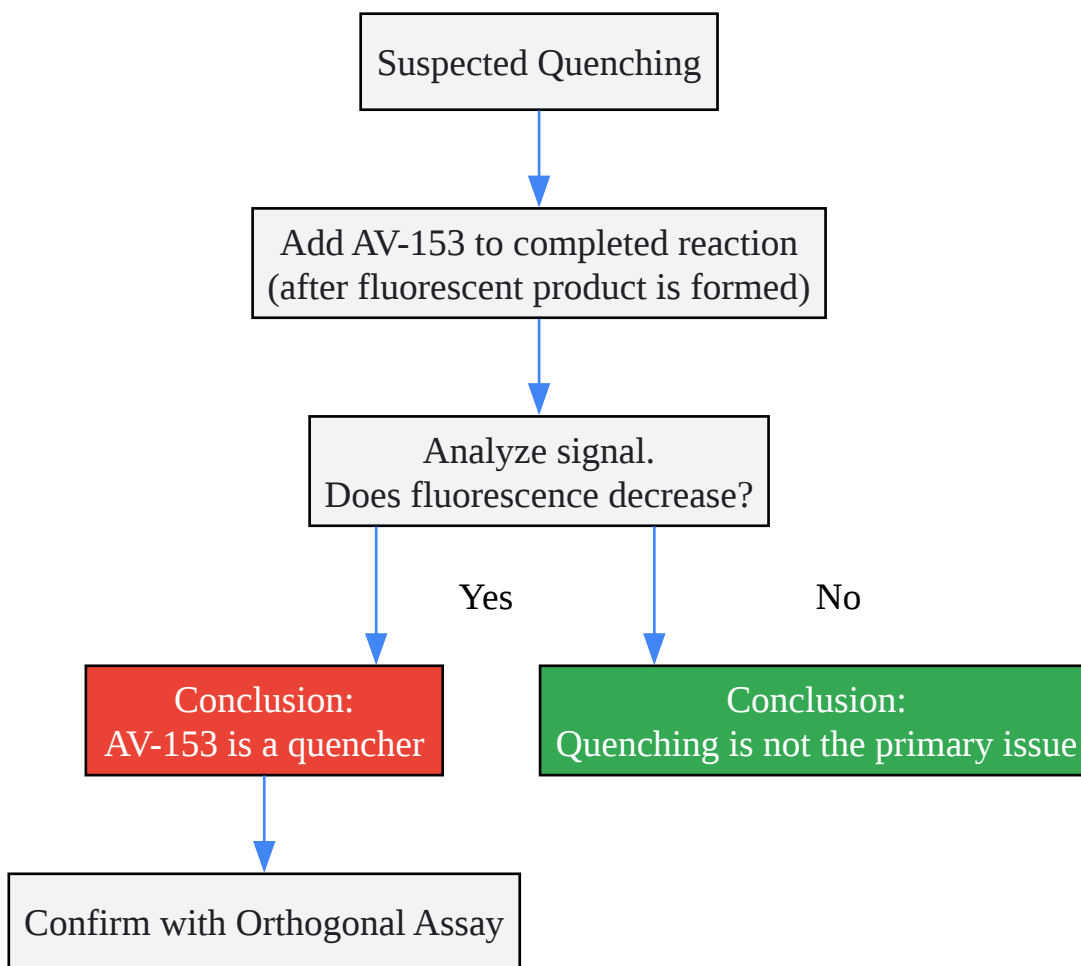 Suspected Quenching
Add AV-153 to completed reaction
(after fluorescent product is formed)
Analyze signal.
Does fluorescence decrease?
Yes
No
Conclusion:
AV-153 is a quencher
Conclusion:
Quenching is not the primary issue
Confirm with Orthogonal Assay